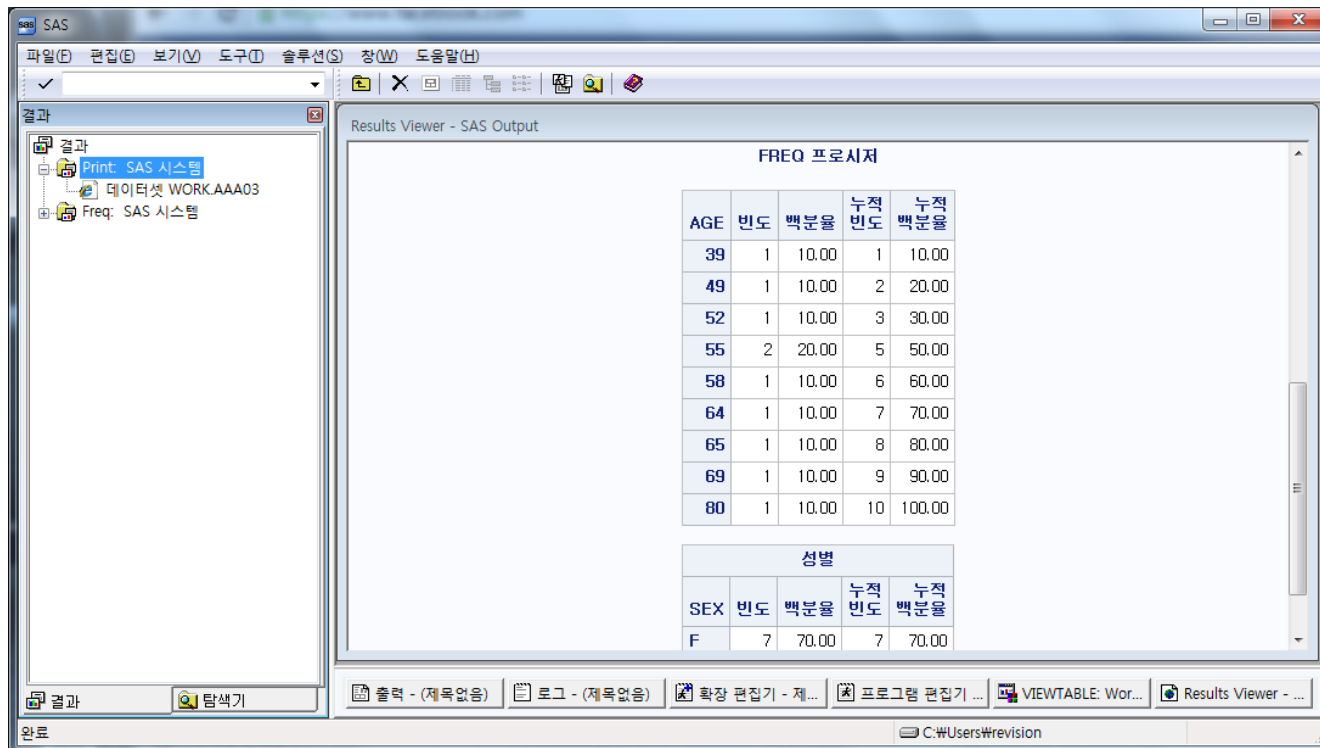 SAS
파일(F) 편집(E) 보기(V) 도구(T) 솔루션(S) 창(W) 도움말(H)
결과
결과
Print: SAS 시스템
데이터셋 WORK.AAA03
Freq: SAS 시스템
Results Viewer - SAS Output
FREQ 프로시저
AGE 빈도 백분율 누적 빈도 누적 백분율
39 1 10.00 1 10.00
49 1 10.00 2 20.00
52 1 10.00 3 30.00
55 2 20.00 5 50.00
58 1 10.00 6 60.00
64 1 10.00 7 70.00
65 1 10.00 8 80.00
69 1 10.00 9 90.00
80 1 10.00 10 100.00
성별
SEX 빈도 백분율 누적 빈도 누적 백분율
F 7 70.00 7 70.00
결과 탐색기
출력 - (제목없음) 로그 - (제목없음) 확장 편집기 - 제... 프로그램 편집기 ... VIEWTABLE: Wor... Results Viewer - ...
완료 C:₩Users₩revision